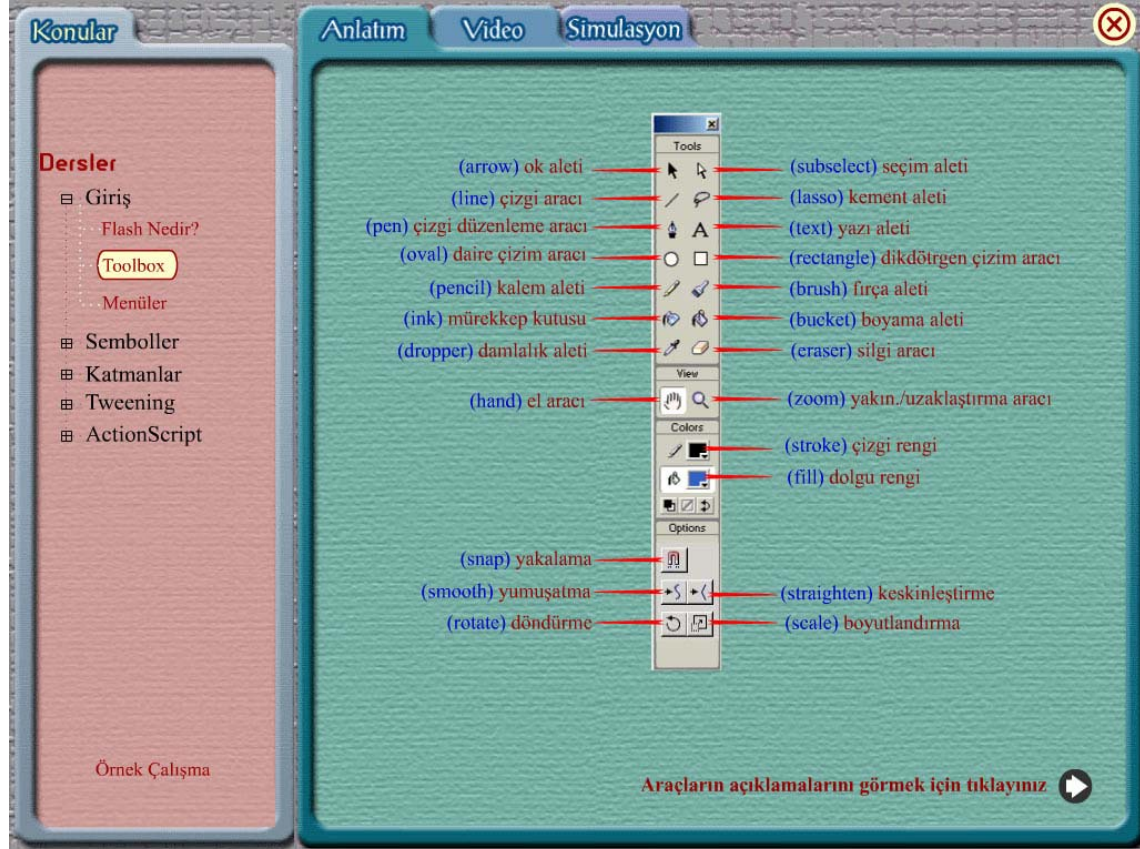 Konular
Anlatım
Video
Simulasyon
Dersler
Giriş
Flash Nedir?
Toolbox
Menüler
Semboller
Katmanlar
Tweening
ActionScript
Örnek Çalışma
Tools
(arrow) ok aleti
(subselect) seçim aleti
(line) çizgi aracı
(lasso) kement aleti
(pen) çizgi düzenleme aracı
(text) yazı aleti
(oval) daire çizim aracı
(rectangle) dikdötrgen çizim aracı
(pencil) kalem aleti
(brush) fırça aleti
(ink) mürekkep kutusu
(bucket) boyama aleti
(dropper) damlalık aleti
(eraser) silgi aracı
View
(hand) el aracı
(zoom) yakın./uzaklaştırma aracı
Colors
(stroke) çizgi rengi
(fill) dolgu rengi
Options
(snap) yakalama
(smooth) yumuşatma
(straighten) keskinleştirme
(rotate) döndürme
(scale) boyutlandırma
Araçların açıklamalarını görmek için tıklayınız